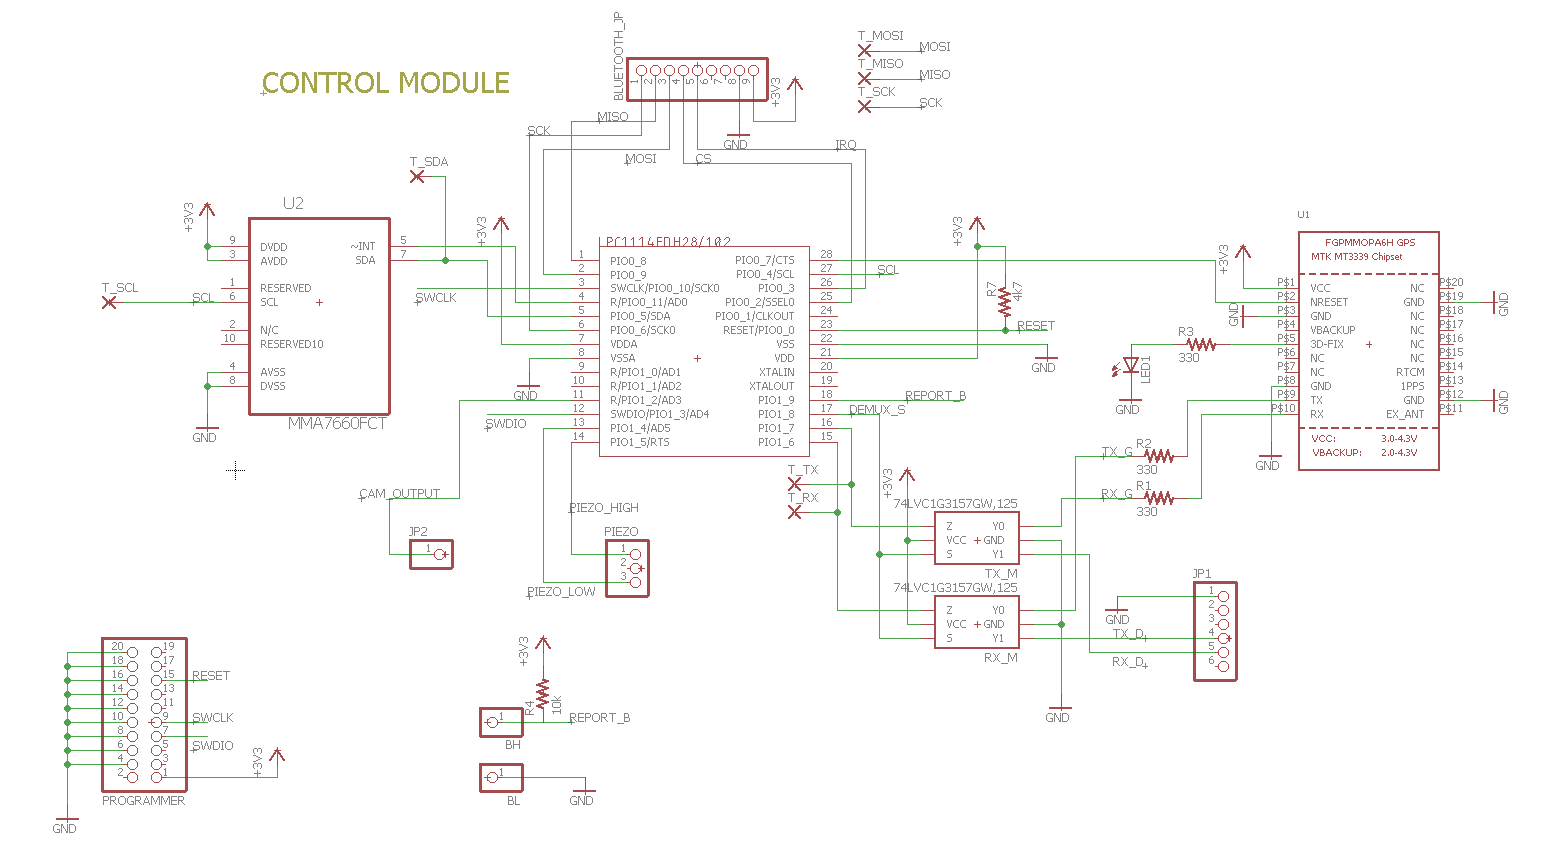 CONTROL MODULE
BLUETOOTH_JP
1 2 3 4 5 6 7 8 9
+3V3
GND
MISO
SCK
MOSI
CS
IRQ
T_MOSI
MOSI
T_MISO
MISO
T_SCK
SCK
T_SDA
T_SCL
SCL
+3V3
U2
9 DVDD
3 AVDD
1 RESERVED
6 SCL
2 N/C
10 RESERVED10
4 AVSS
8 DVSS
~INT 5
SDA 7
MMA7660FCT
GND
+3V3
SWCLK
GND
SWDIO
1 PIO0_8
2 PIO0_9
3 SWCLK/PIO0_10/SCK0
4 R/PIO0_11/AD0
5 PIO0_5/SDA
6 PIO0_6/SCK0
7 VDDA
8 VSSA
9 R/PIO1_0/AD1
10 R/PIO1_1/AD2
11 R/PIO1_2/AD3
12 SWDIO/PIO1_3/AD4
13 PIO1_4/AD5
14 PIO1_5/RTS
PIO0_7/CTS 28
PIO0_4/SCL 27
PIO0_3 26
PIO0_2/SSEL0 25
PIO0_1/CLKOUT 24
RESET/PIO0_0 23
VSS 22
VDD 21
XTALIN 20
XTALOUT 19
PIO1_9 18
PIO1_8 17
PIO1_7 16
PIO1_6 15
SCL
+3V3
R7
4k7
RESET
GND
REPORT_B
DEMUX_S
U1
FGPMMOPA6H GPS
MTK MT3339 Chipset
P$1 VCC
P$2 NRESET
P$3 GND
P$4 VBACKUP
P$5 3D-FIX
P$6 NC
P$7 NC
P$8 GND
P$9 TX
P$10 RX
NC P$20
GND P$19
NC P$18
NC P$17
NC P$16
NC P$15
RTCM P$14
1PPS P$13
GND P$12
EX_ANT P$11
VCC: 3.0-4.3V
VBACKUP: 2.0-4.3V
+3V3
GND
GND
GND
GND
R3
330
LED1
GND
R2
330
TX_G
R1
330
RX_G
T_TX
T_RX
+3V3
74LVC1G3157GW,125
Z Y0
VCC GND
S Y1
TX_M
74LVC1G3157GW,125
Z Y0
VCC GND
S Y1
RX_M
GND
JP1
1
2
3
4
5
6
GND
TX_D
RX_D
CAM_OUTPUT
JP2
1
PIEZO_HIGH
PIEZO
1
2
3
PIEZO_LOW
+3V3
R4
10k
1
REPORT_B
BH
1
BL
GND
20 19
18 17
16 15
14 13
12 11
10 9
8 7
6 5
4 3
2 1
RESET
SWCLK
SWDIO
+3V3
PROGRAMMER
GND